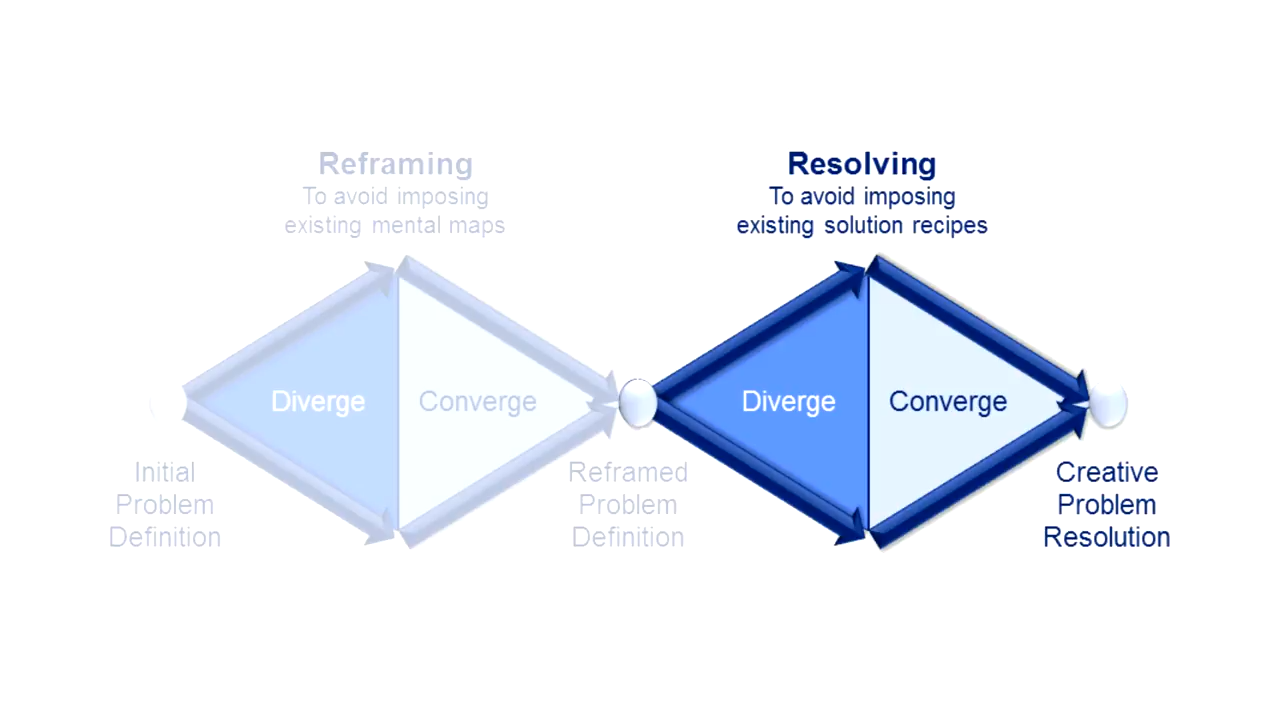 Reframing
To avoid imposing
existing mental maps
Resolving
To avoid imposing
existing solution recipes
Diverge
Converge
Diverge
Converge
Initial
Problem
Definition
Reframed
Problem
Definition
Creative
Problem
Resolution